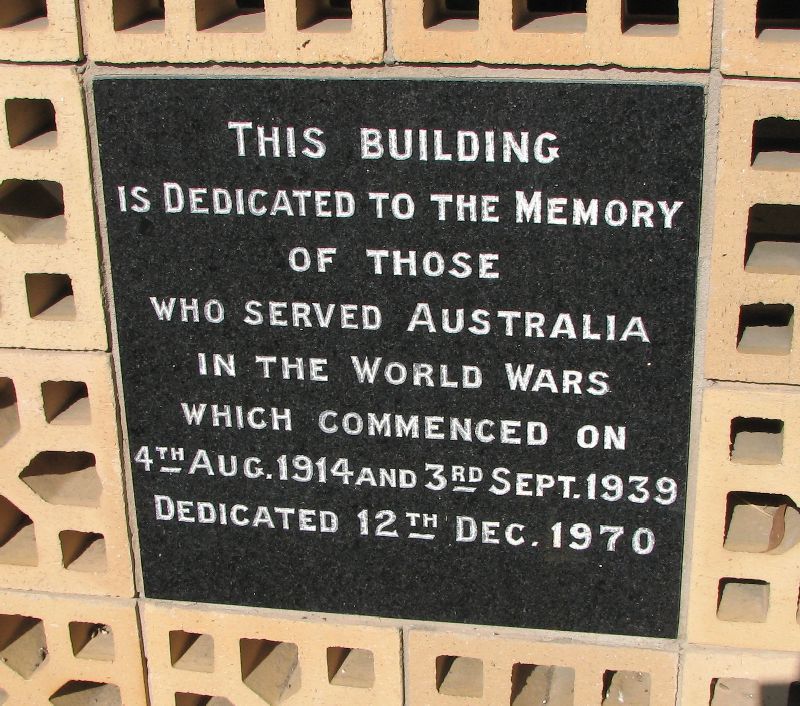 THIS BUILDING
IS DEDICATED TO THE MEMORY
OF THOSE
WHO SERVED AUSTRALIA
IN THE WORLD WARS
WHICH COMMENCED ON
4TH AUG. 1914 AND 3RD SEPT. 1939
DEDICATED 12TH DEC. 1970